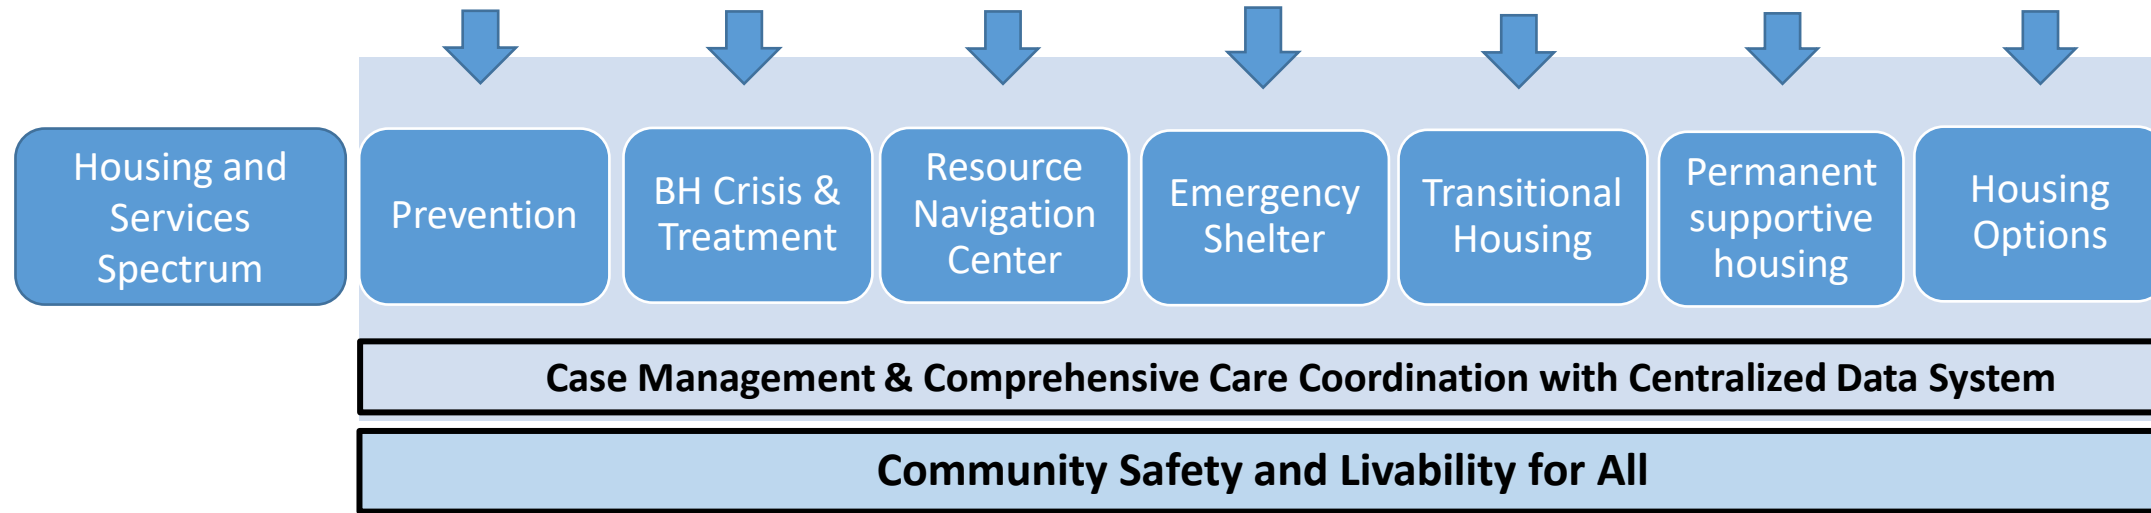 Housing and
Services
Spectrum
Prevention
BH Crisis &
Treatment
Resource
Navigation
Center
Emergency
Shelter
Transitional
Housing
Permanent
supportive
housing
Housing
Options
Case Management & Comprehensive Care Coordination with Centralized Data System
Community Safety and Livability for All